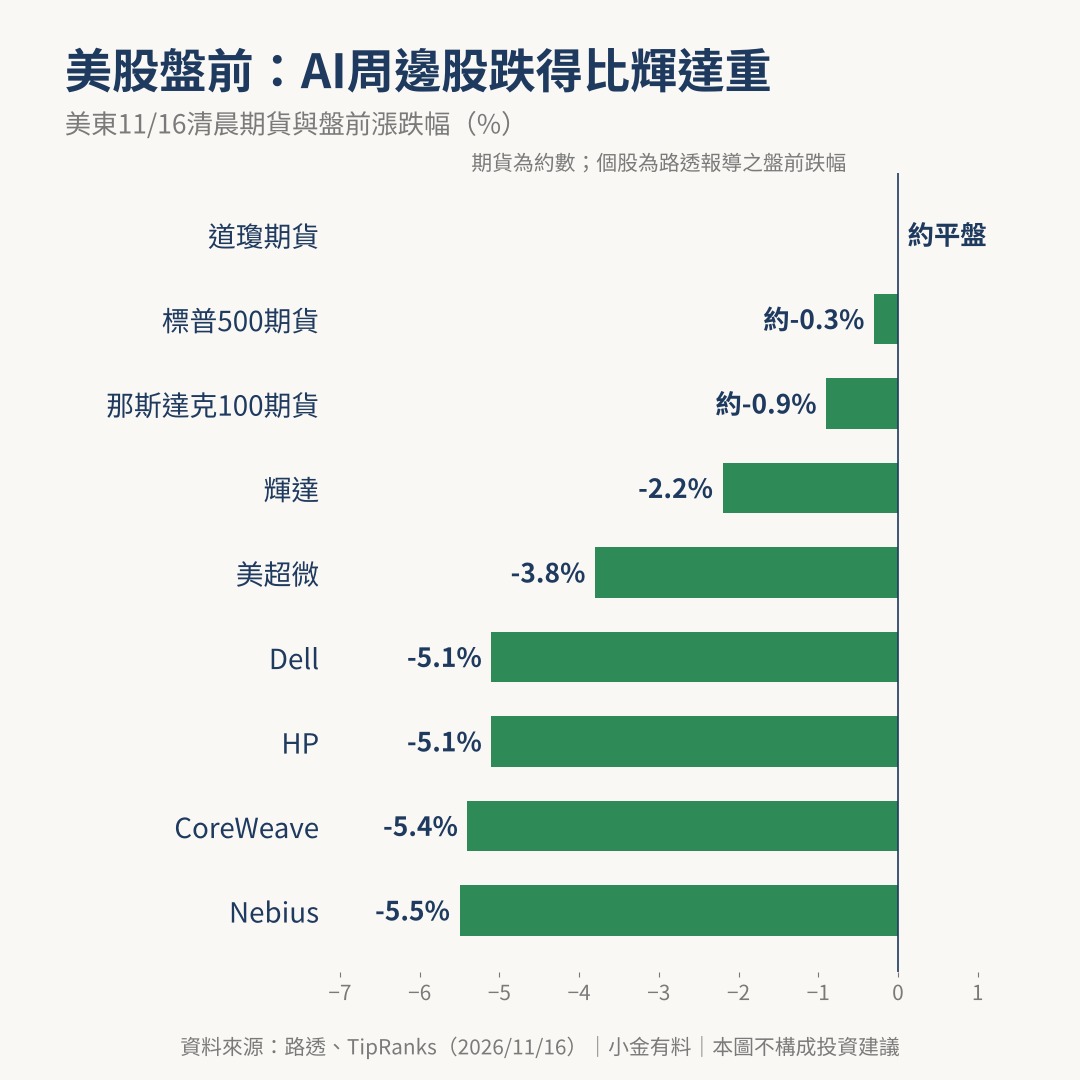 美股盤前：AI周邊股跌得比輝達重
美東11/16清晨期貨與盤前漲跌幅（%）
期貨為約數；個股為路透報導之盤前跌幅
道瓊期貨 約平盤
標普500期貨 約-0.3%
那斯達克100期貨 約-0.9%
輝達 -2.2%
美超微 -3.8%
Dell -5.1%
HP -5.1%
CoreWeave -5.4%
Nebius -5.5%
−7 −6 −5 −4 −3 −2 −1 0 1
資料來源：路透、TipRanks（2026/11/16）｜小金有料｜本圖不構成投資建議